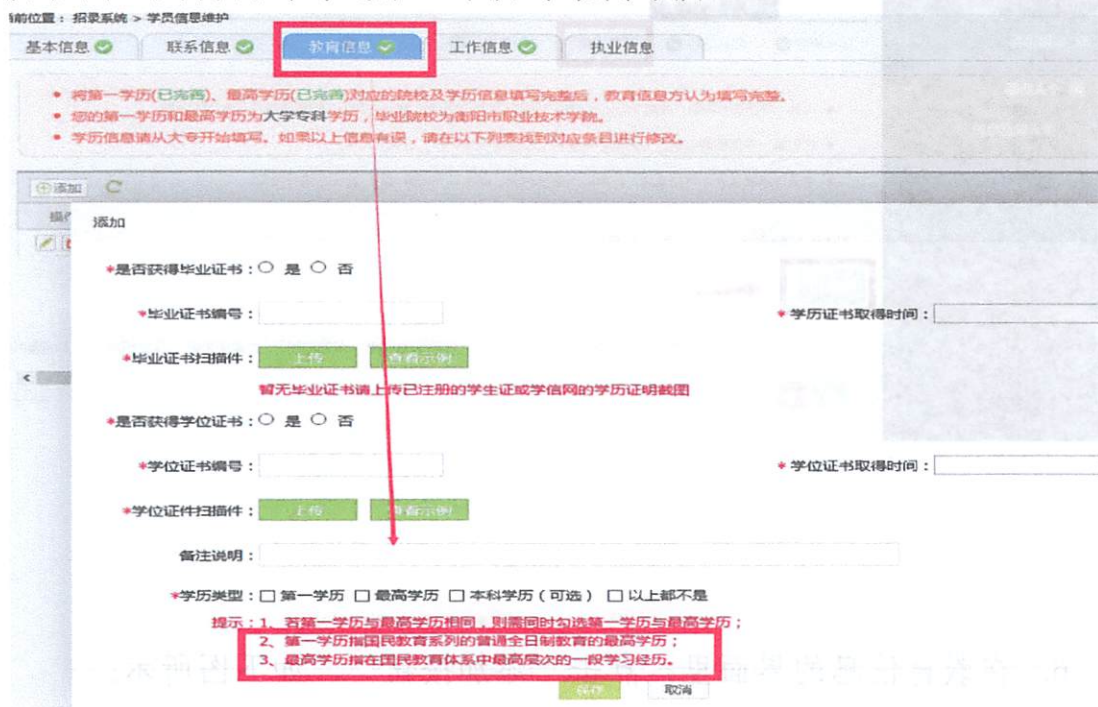 当前位置：招录系统 > 学员信息维护
基本信息 联系信息 教育信息 工作信息 执业信息
• 将第一学历(已完善)、最高学历(已完善)对应的院校及学历信息填写完整后，教育信息方认为填写完整。
• 您的第一学历和最高学历为大学专科学历，毕业院校为衡阳市职业技术学院。
• 学历信息请从大专开始填写。如果以上信息有误，请在以下列表找到对应条目进行修改。
添加
操作
添加
*是否获得毕业证书：○ 是 ○ 否
*毕业证书编号： *学历证书取得时间：
*毕业证书扫描件： 上传 查看示例
暂无毕业证书请上传已注册的学生证或学信网的学历证明截图
*是否获得学位证书：○ 是 ○ 否
*学位证书编号： *学位证书取得时间：
*学位证件扫描件： 上传 查看示例
备注说明：
*学历类型：□ 第一学历 □ 最高学历 □ 本科学历（可选） □ 以上都不是
提示：1、若第一学历与最高学历相同，则需同时勾选第一学历与最高学历；
2、第一学历指国民教育系列的普通全日制教育的最高学历；
3、最高学历指在国民教育体系中最高层次的一段学习经历。
保存 取消